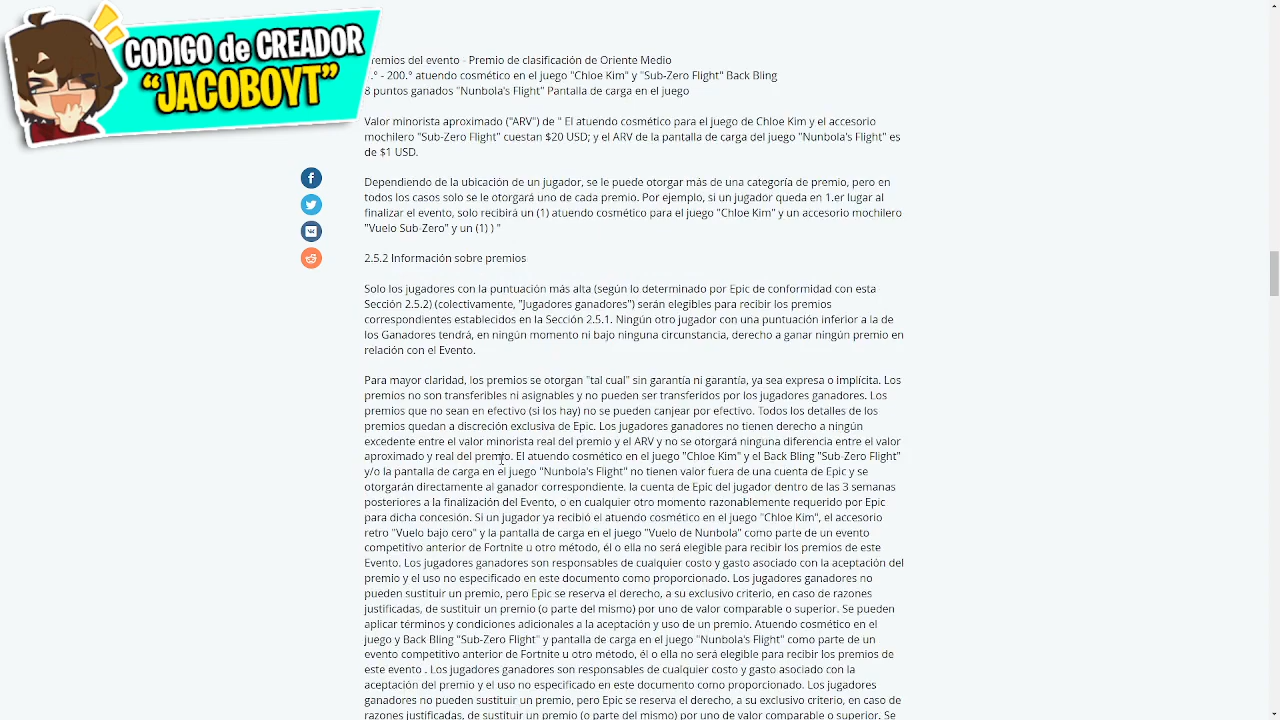 CODIGO de CREADOR
"JACOBOYT"
remios del evento - Premio de clasificación de Oriente Medio
.° - 200.° atuendo cosmético en el juego "Chloe Kim" y "Sub-Zero Flight" Back Bling
8 puntos ganados "Nunbola's Flight" Pantalla de carga en el juego
Valor minorista aproximado ("ARV") de " El atuendo cosmético para el juego de Chloe Kim y el accesorio
mochilero "Sub-Zero Flight" cuestan $20 USD; y el ARV de la pantalla de carga del juego "Nunbola's Flight" es
de $1 USD.
Dependiendo de la ubicación de un jugador, se le puede otorgar más de una categoría de premio, pero en
todos los casos solo se le otorgará uno de cada premio. Por ejemplo, si un jugador queda en 1.er lugar al
finalizar el evento, solo recibirá un (1) atuendo cosmético para el juego "Chloe Kim" y un accesorio mochilero
"Vuelo Sub-Zero" y un (1) ) "
2.5.2 Información sobre premios
Solo los jugadores con la puntuación más alta (según lo determinado por Epic de conformidad con esta
Sección 2.5.2) (colectivamente, "Jugadores ganadores") serán elegibles para recibir los premios
correspondientes establecidos en la Sección 2.5.1. Ningún otro jugador con una puntuación inferior a la de
los Ganadores tendrá, en ningún momento ni bajo ninguna circunstancia, derecho a ganar ningún premio en
relación con el Evento.
Para mayor claridad, los premios se otorgan "tal cual" sin garantía ni garantía, ya sea expresa o implícita. Los
premios no son transferibles ni asignables y no pueden ser transferidos por los jugadores ganadores. Los
premios que no sean en efectivo (si los hay) no se pueden canjear por efectivo. Todos los detalles de los
premios quedan a discreción exclusiva de Epic. Los jugadores ganadores no tienen derecho a ningún
excedente entre el valor minorista real del premio y el ARV y no se otorgará ninguna diferencia entre el valor
aproximado y real del premio. El atuendo cosmético en el juego "Chloe Kim" y el Back Bling "Sub-Zero Flight"
y/o la pantalla de carga en el juego "Nunbola's Flight" no tienen valor fuera de una cuenta de Epic y se
otorgarán directamente al ganador correspondiente. la cuenta de Epic del jugador dentro de las 3 semanas
posteriores a la finalización del Evento, o en cualquier otro momento razonablemente requerido por Epic
para dicha concesión. Si un jugador ya recibió el atuendo cosmético en el juego "Chloe Kim", el accesorio
retro "Vuelo bajo cero" y la pantalla de carga en el juego "Vuelo de Nunbola" como parte de un evento
competitivo anterior de Fortnite u otro método, él o ella no será elegible para recibir los premios de este
Evento. Los jugadores ganadores son responsables de cualquier costo y gasto asociado con la aceptación del
premio y el uso no especificado en este documento como proporcionado. Los jugadores ganadores no
pueden sustituir un premio, pero Epic se reserva el derecho, a su exclusivo criterio, en caso de razones
justificadas, de sustituir un premio (o parte del mismo) por uno de valor comparable o superior. Se pueden
aplicar términos y condiciones adicionales a la aceptación y uso de un premio. Atuendo cosmético en el
juego y Back Bling "Sub-Zero Flight" y pantalla de carga en el juego "Nunbola's Flight" como parte de un
evento competitivo anterior de Fortnite u otro método, él o ella no será elegible para recibir los premios de
este evento . Los jugadores ganadores son responsables de cualquier costo y gasto asociado con la
aceptación del premio y el uso no especificado en este documento como proporcionado. Los jugadores
ganadores no pueden sustituir un premio, pero Epic se reserva el derecho, a su exclusivo criterio, en caso de
razones justificadas, de sustituir un premio (o parte del mismo) por uno de valor comparable o superior. Se